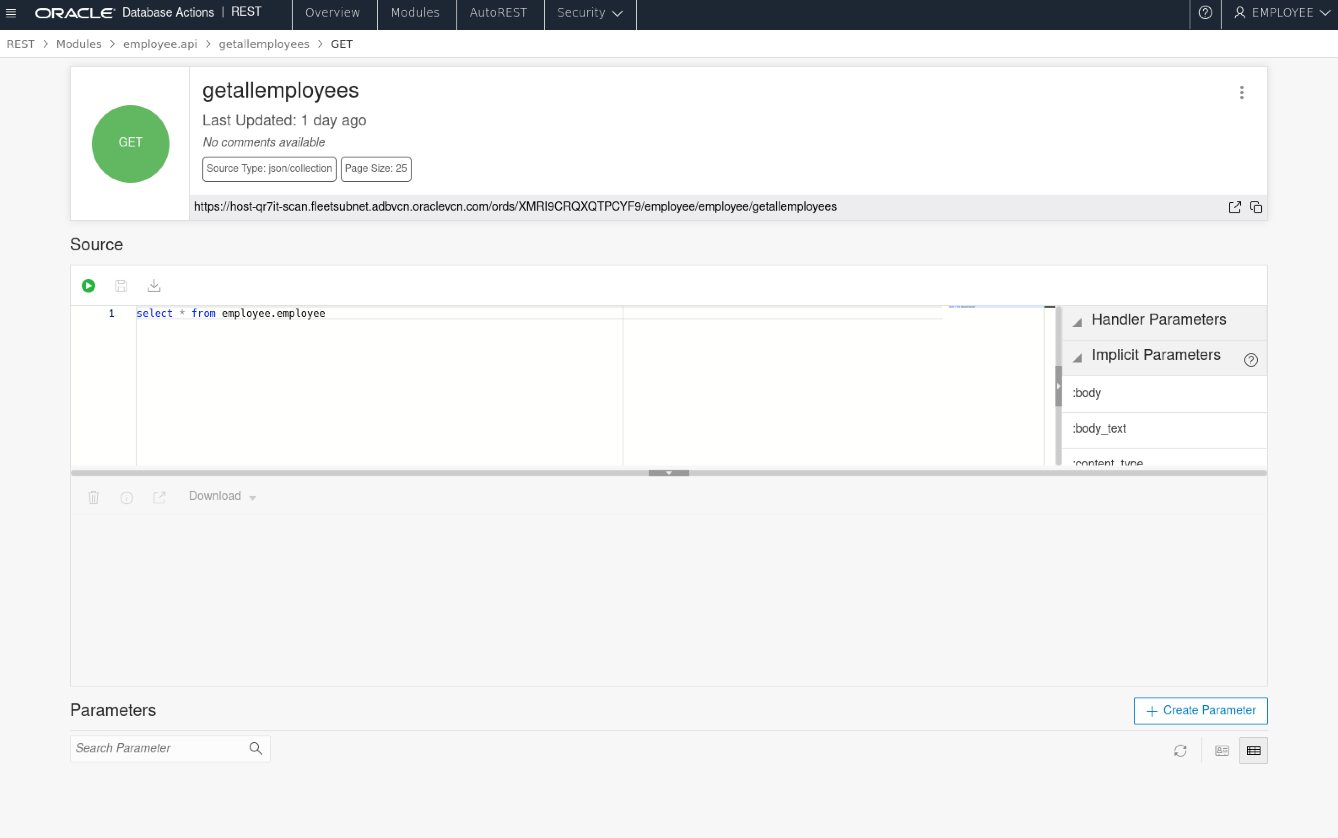 ORACLE Database Actions | REST Overview Modules AutoREST Security EMPLOYEE
REST > Modules > employee.api > getallemployees > GET
GET
getallemployees
Last Updated: 1 day ago
No comments available
Source Type: json/collection Page Size: 25
https://host-qr7it-scan.fleetsubnet.adbvcn.oraclevcn.com/ords/XMRI9CRQXQTPCYF9/employee/employee/getallemployees
Source
1 select * from employee.employee
Handler Parameters
Implicit Parameters
:body
:body_text
:content_type
Download
Parameters
+ Create Parameter
Search Parameter